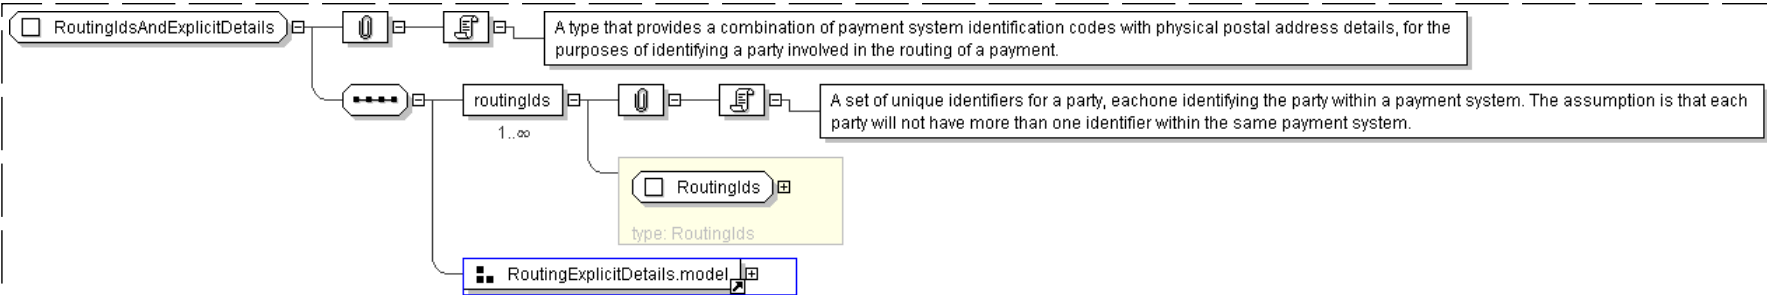 RoutingIdsAndExplicitDetails
A type that provides a combination of payment system identification codes with physical postal address details, for the
purposes of identifying a party involved in the routing of a payment.
routingIds
1..∞
A set of unique identifiers for a party, eachone identifying the party within a payment system. The assumption is that each
party will not have more than one identifier within the same payment system.
RoutingIds
type: RoutingIds
RoutingExplicitDetails.model